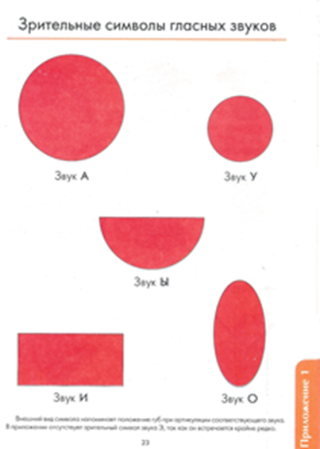 Зрительные символы гласных звуков
Звук А
Звук У
Звук Ы
Звук И
Звук О
Внешний вид символа напоминает положение губ при артикуляции соответствующего звука.
В приложении отсутствует зрительный символ звука Э, так как он встречается крайне редко.
23
Приложение 1